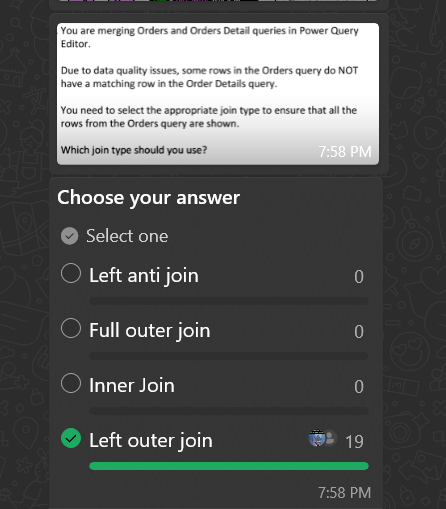 You are merging Orders and Orders Detail queries in Power Query
Editor.
Due to data quality issues, some rows in the Orders query do NOT
have a matching row in the Order Details query.
You need to select the appropriate join type to ensure that all the
rows from the Orders query are shown.
Which join type should you use?
7:58 PM
Choose your answer
Select one
Left anti join 0
Full outer join 0
Inner Join 0
Left outer join 19
7:58 PM